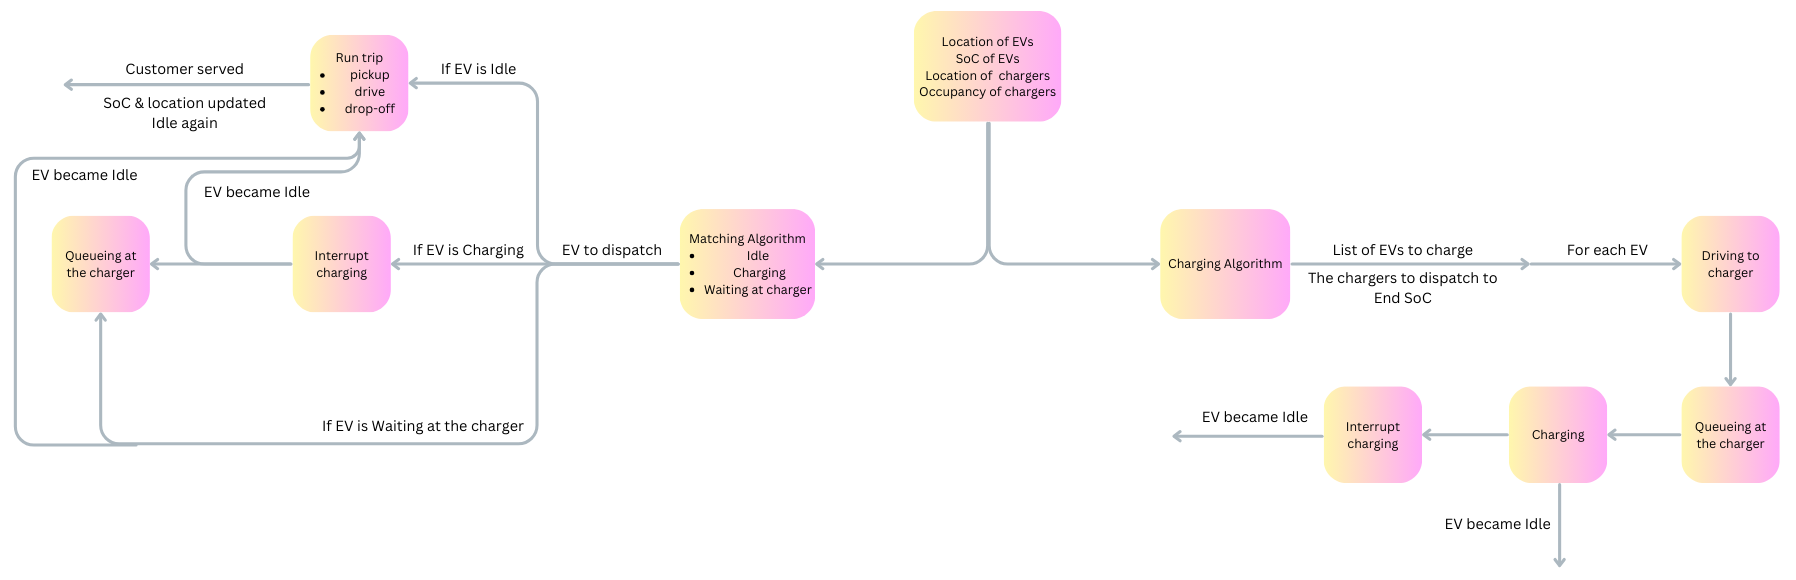 Location of EVs
SoC of EVs
Location of chargers
Occupancy of chargers
Run trip
• pickup
• drive
• drop-off
Customer served
SoC & location updated
Idle again
If EV is Idle
EV became Idle
EV became Idle
Queueing at
the charger
Interrupt
charging
If EV is Charging
EV to dispatch
Matching Algorithm
• Idle
• Charging
• Waiting at charger
If EV is Waiting at the charger
Charging Algorithm
List of EVs to charge
The chargers to dispatch to
End SoC
For each EV
Driving to
charger
Queueing at
the charger
Charging
Interrupt
charging
EV became Idle
EV became Idle